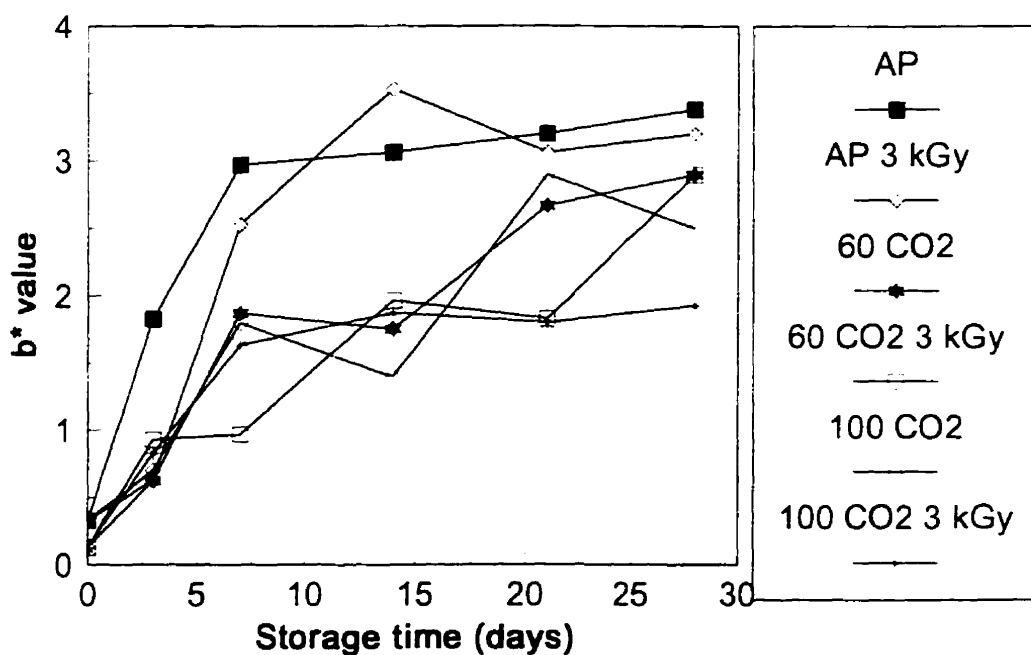 4
3
2
1
0
b* value
0
5
10
15
20
25
30
Storage time (days)
AP
AP 3 kGy
60 CO2
60 CO2 3 kGy
100 CO2
100 CO2 3 kGy